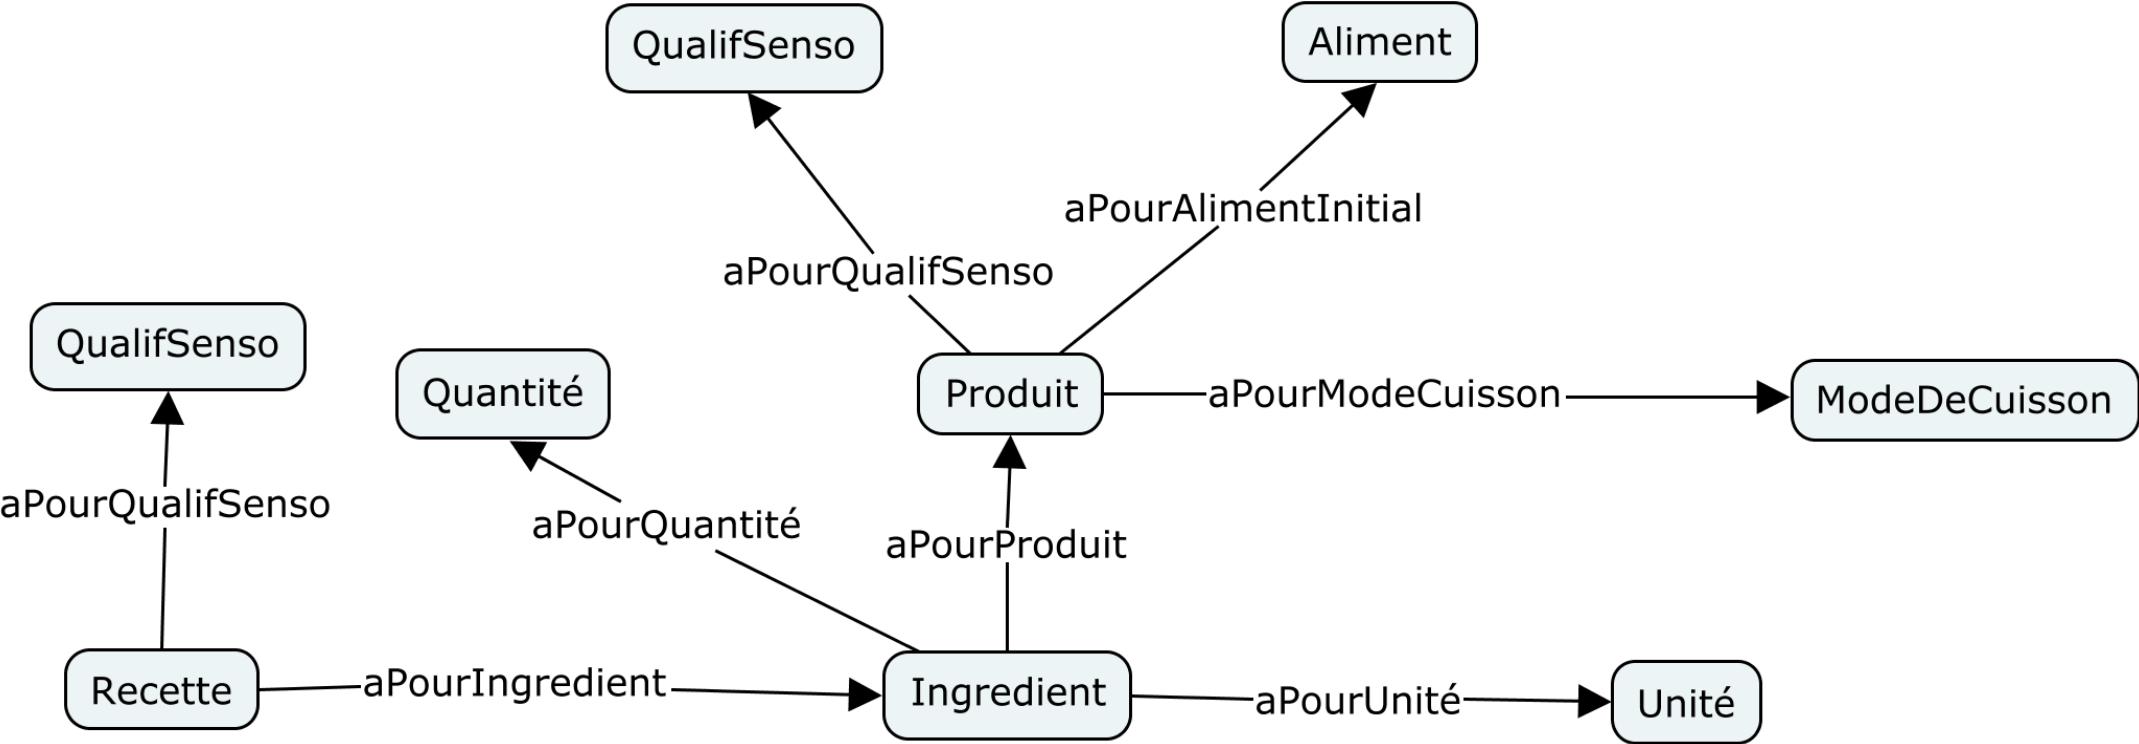 QualifSenso
Aliment
aPourAlimentInitial
aPourQualifSenso
QualifSenso
Quantité
Produit
aPourModeCuisson
ModeDeCuisson
aPourQualifSenso
aPourQuantité
aPourProduit
Recette
aPourIngredient
Ingredient
aPourUnité
Unité